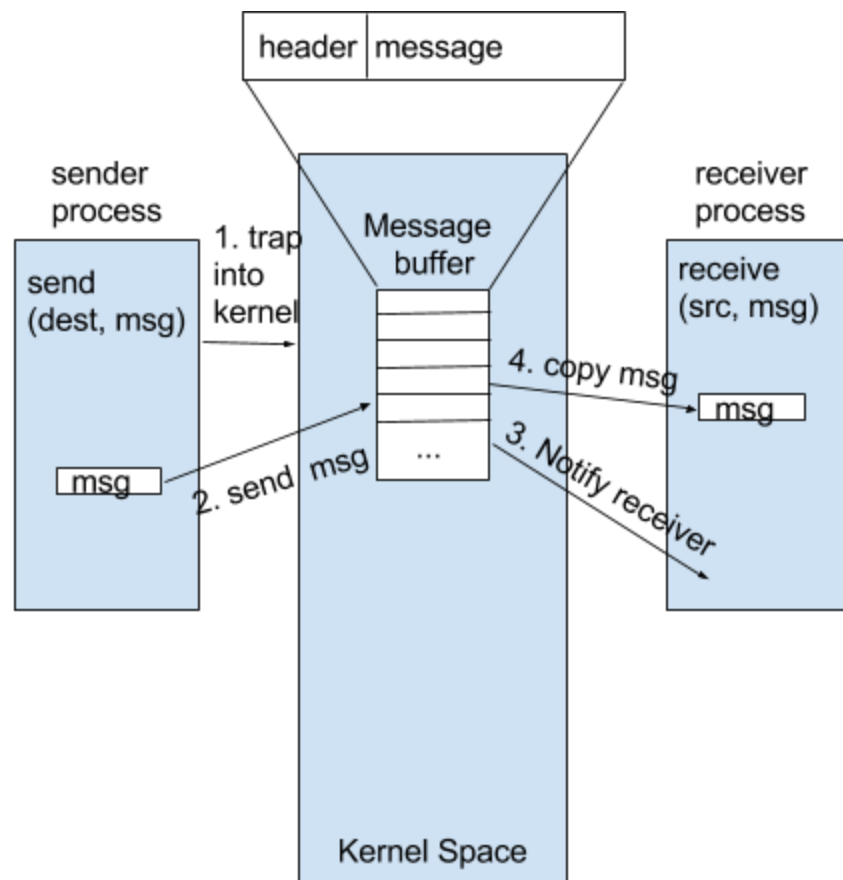 header message
sender
process
receiver
process
1. trap
into
kernel
Message
buffer
send
(dest, msg)
receive
(src, msg)
4. copy msg
msg
3. Notify receiver
...
msg
2. send msg
Kernel Space